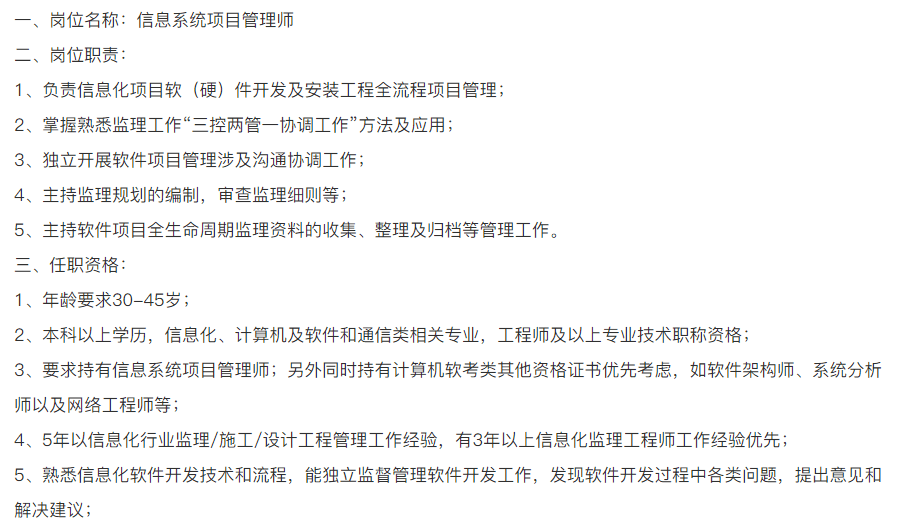 一、岗位名称：信息系统项目管理师
二、岗位职责：
1、负责信息化项目软（硬）件开发及安装工程全流程项目管理；
2、掌握熟悉监理工作“三控两管一协调工作”方法及应用；
3、独立开展软件项目管理涉及沟通协调工作；
4、主持监理规划的编制，审查监理细则等；
5、主持软件项目全生命周期监理资料的收集、整理及归档等管理工作。
三、任职资格：
1、年龄要求30-45岁；
2、本科以上学历，信息化、计算机及软件和通信类相关专业，工程师及以上专业技术职称资格；
3、要求持有信息系统项目管理师；另外同时持有计算机软考类其他资格证书优先考虑，如软件架构师、系统分析
师以及网络工程师等；
4、5年以信息化行业监理/施工/设计工程管理工作经验，有3年以上信息化监理工程师工作经验优先；
5、熟悉信息化软件开发技术和流程，能独立监督管理软件开发工作，发现软件开发过程中各类问题，提出意见和
解决建议；